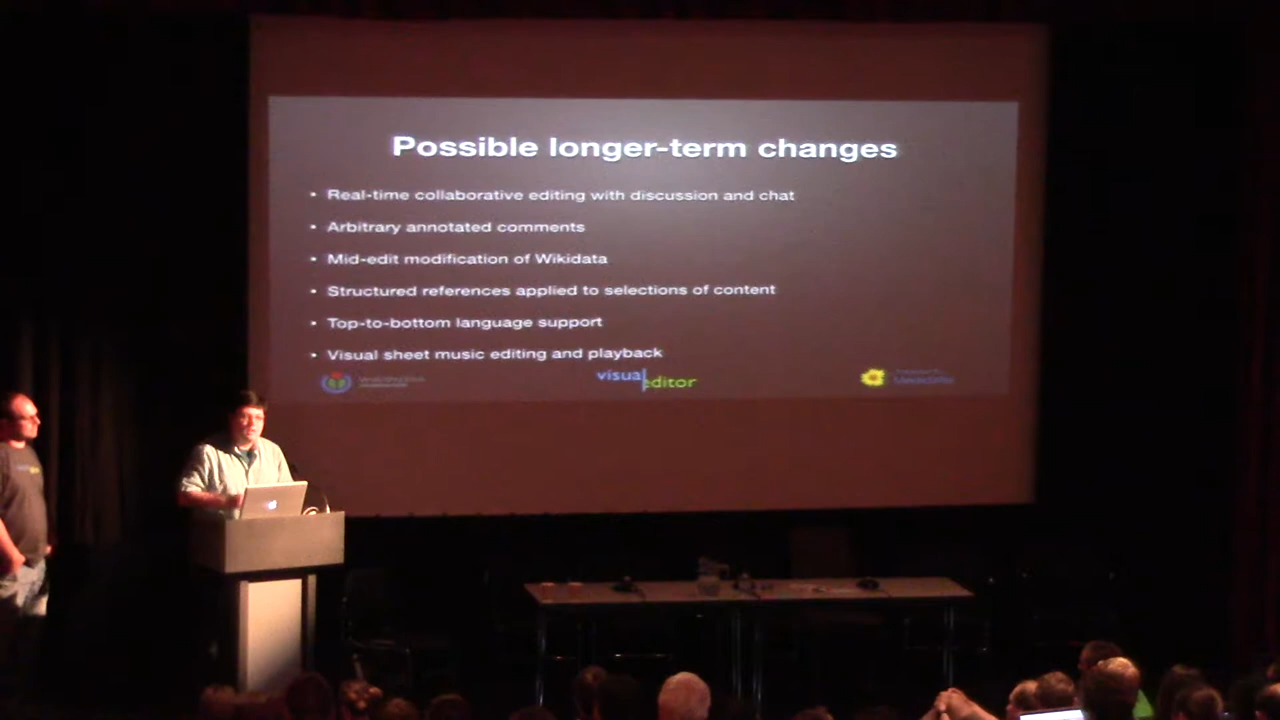 Possible longer-term changes
• Real-time collaborative editing with discussion and chat
• Arbitrary annotated comments
• Mid-edit modification of Wikidata
• Structured references applied to selections of content
• Top-to-bottom language support
• Visual sheet music editing and playback
visual editor